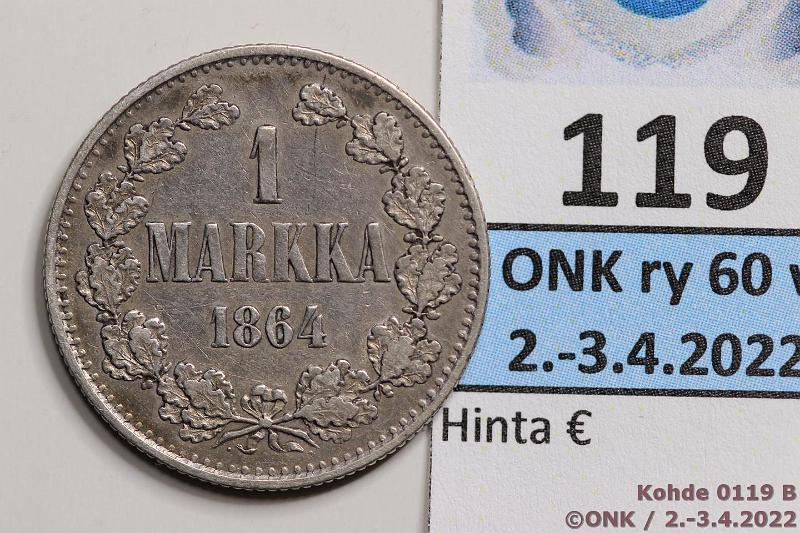 1
MARKKA
1864
119
ONK ry 60 v
2.-3.4.2022
Hinta €
Kohde 0119 B
©ONK / 2.-3.4.2022